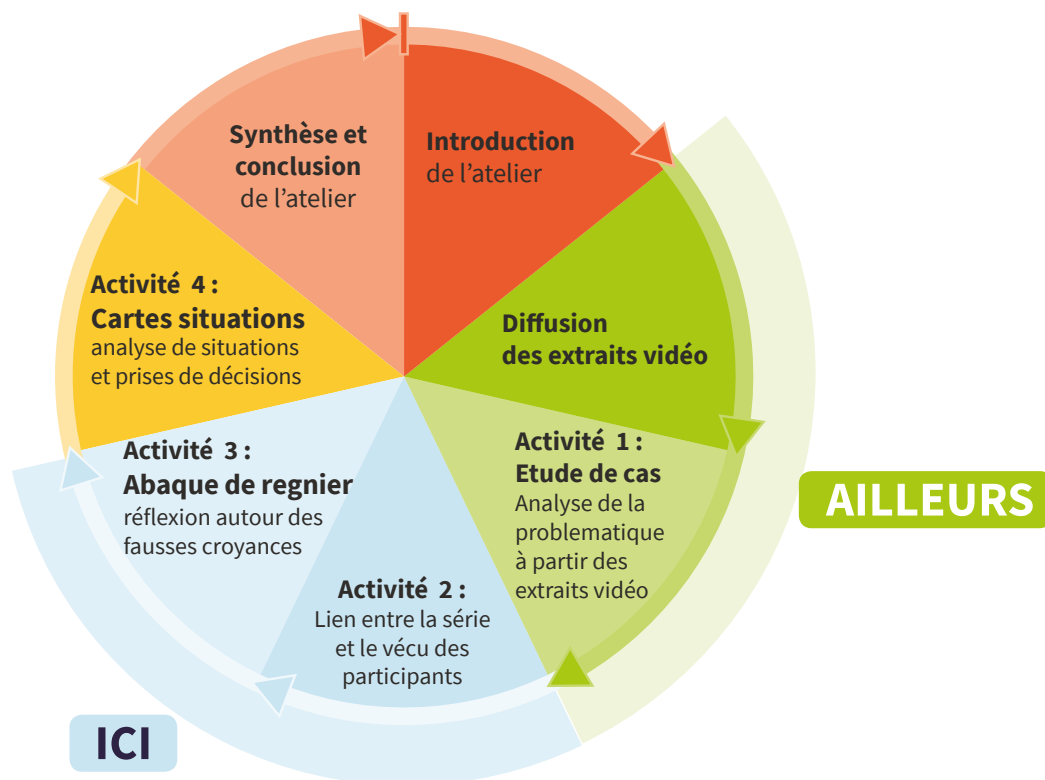 Introduction
de l’atelier
Diffusion
des extraits vidéo
Activité 1 :
Etude de cas
Analyse de la
problematique
à partir des
extraits vidéo
Activité 2 :
Lien entre la série
et le vécu des
participants
Activité 3 :
Abaque de regnier
réflexion autour des
fausses croyances
Activité 4 :
Cartes situations
analyse de situations
et prises de décisions
Synthèse et
conclusion
de l’atelier
AILLEURS
ICI